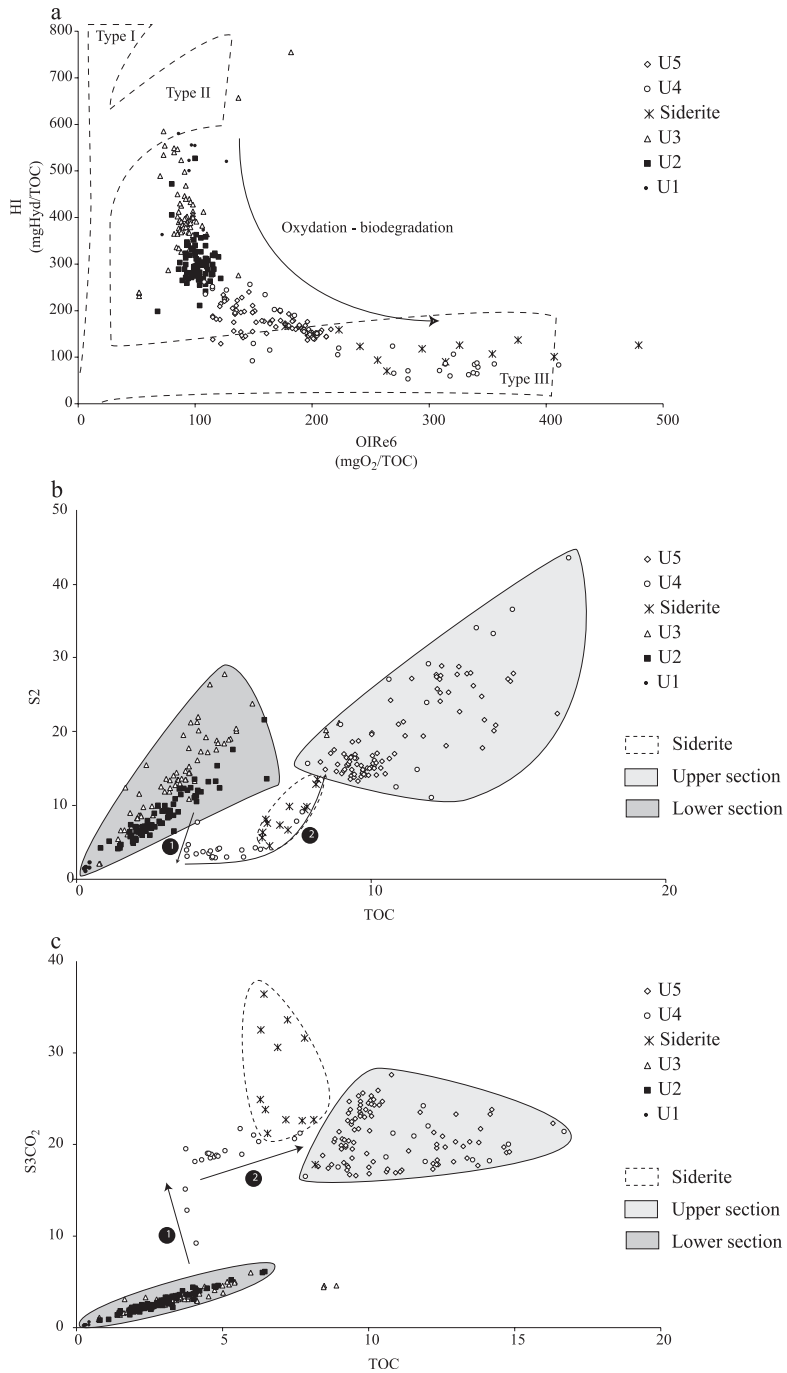 a
800
700
600
500
400
300
200
100
0
HI
(mgHyd/TOC)
Type I
Type II
Type III
Oxydation - biodegradation
U5
U4
Siderite
U3
U2
U1
0
100
200
300
400
500
OIRe6
(mgO₂/TOC)
b
50
40
30
20
10
0
S2
U5
U4
Siderite
U3
U2
U1
Siderite
Upper section
Lower section
1
2
0
10
20
TOC
c
40
30
20
10
0
S3CO₂
U5
U4
Siderite
U3
U2
U1
Siderite
Upper section
Lower section
1
2
0
5
10
15
20
TOC